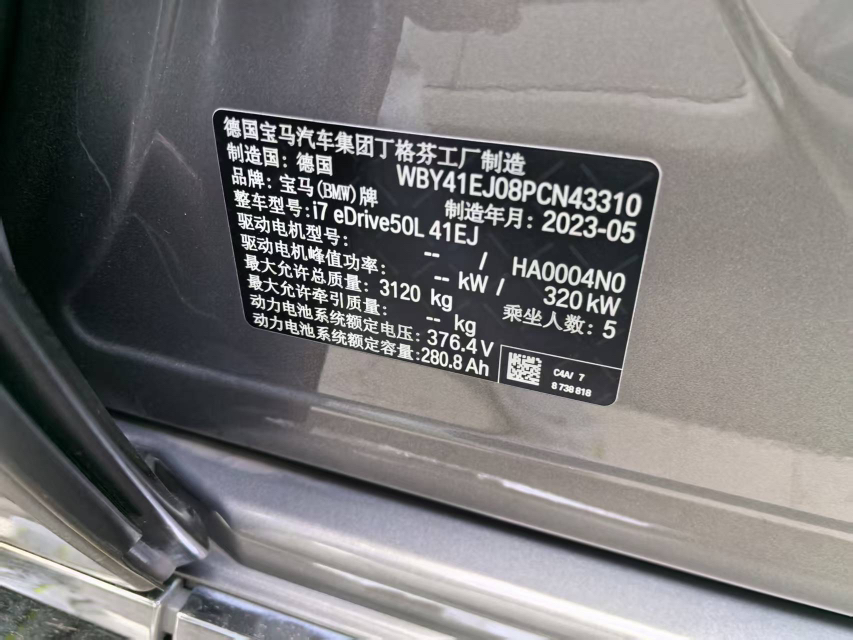 德国宝马汽车集团丁格芬工厂制造
制造国：德国 WBY41EJ08PCN43310
品牌：宝马(BMW)牌 制造年月：2023-05
整车型号：i7 eDrive50L 41EJ
驱动电机型号： -- / HA0004N0
驱动电机峰值功率： -- kW / 320 kW
最大允许总质量：3120 kg 乘坐人数：5
最大允许牵引质量： -- kg
动力电池系统额定电压：376.4 V
动力电池系统额定容量：280.8 Ah
C4A/ 7
8 738 818